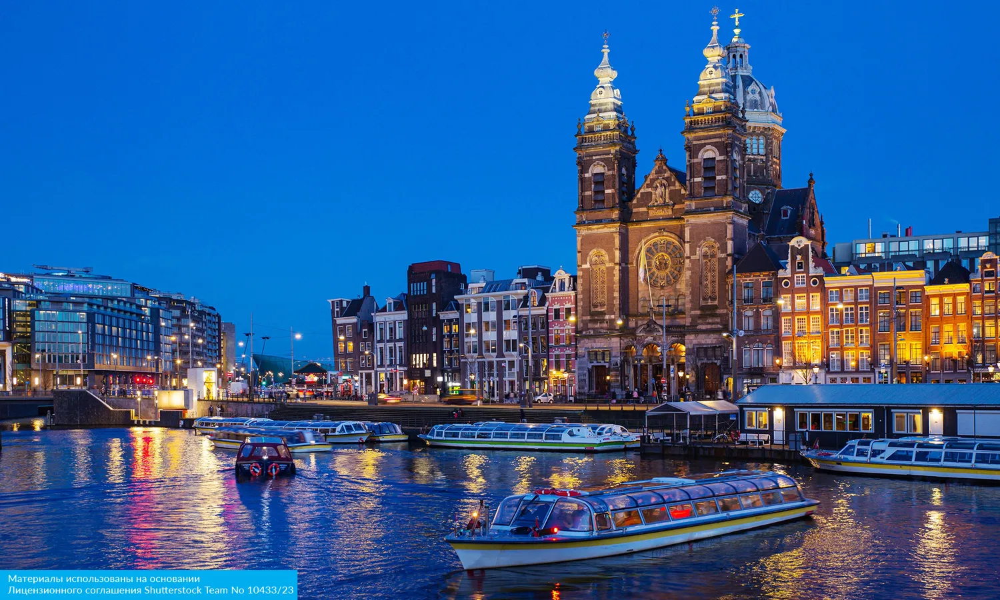 Материалы использованы на основании
Лицензионного соглашения Shutterstock Team No 10433/23